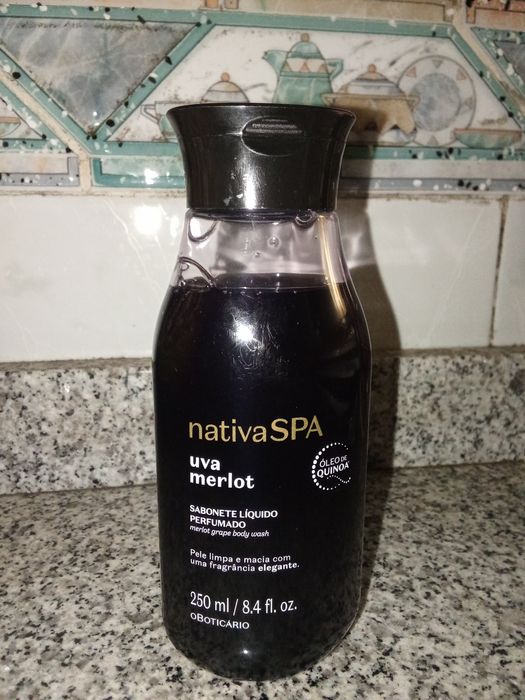 nativaSPA
uva
merlot
ÓLEO DE
QUINOA
SABONETE LÍQUIDO
PERFUMADO
merlot grape body wash
Pele limpa e macia com
uma fragrância elegante.
250 ml / 8.4 fl. oz.
oBOTICÁRIO